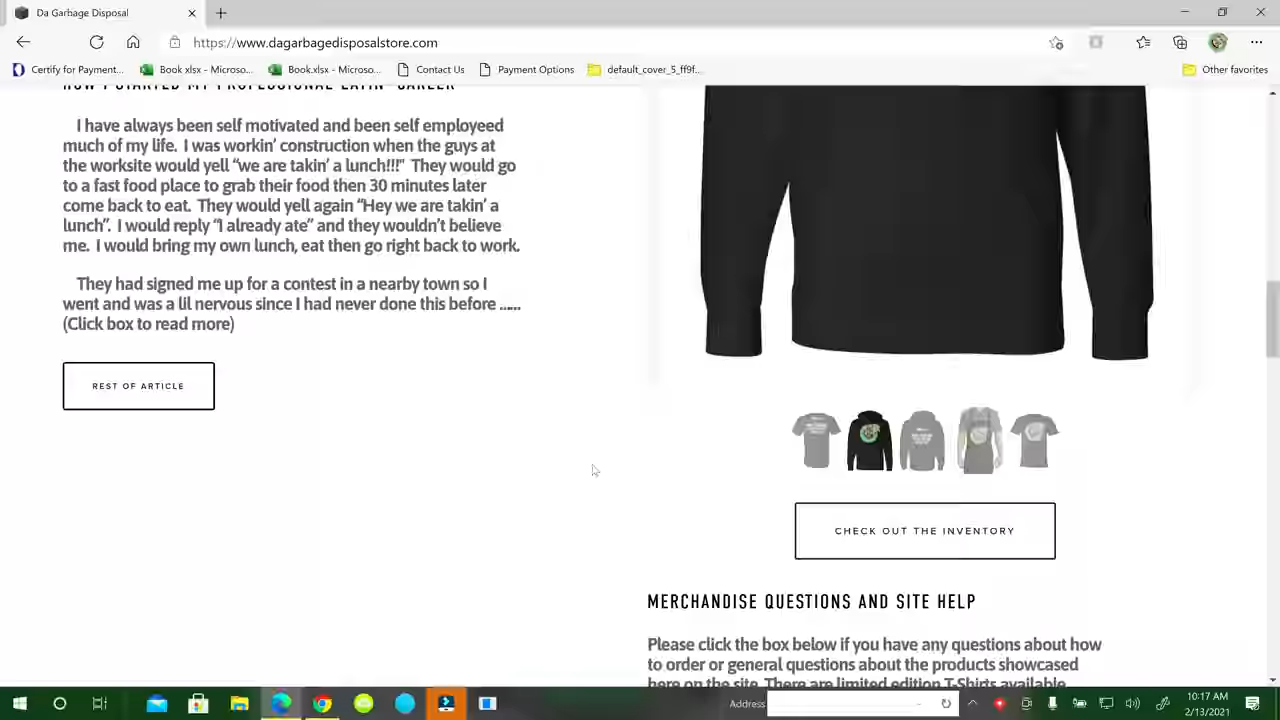 Da Garbage Disposal
https://www.dagarbagedisposalstore.com
Certify for Payment...
Book.xlsx - Microso...
Book.xlsx - Microso...
Contact Us
Payment Options
default_cover_5_ff9f...
Other favorites
HOW I STARTED MY PROFESSIONAL EATIN' CAREER
I have always been self motivated and been self employeed
much of my life. I was workin’ construction when the guys at
the worksite would yell “we are takin’ a lunch!!!" They would go
to a fast food place to grab their food then 30 minutes later
come back to eat. They would yell again “Hey we are takin’ a
lunch”. I would reply “I already ate” and they wouldn’t believe
me. I would bring my own lunch, eat then go right back to work.
They had signed me up for a contest in a nearby town so I
went and was a lil nervous since I had never done this before ......
(Click box to read more)
REST OF ARTICLE
CHECK OUT THE INVENTORY
MERCHANDISE QUESTIONS AND SITE HELP
Please click the box below if you have any questions about how
to order or general questions about the products showcased
here on the site. There are limited edition T-Shirts available
Address
10:17 AM
2/13/2021